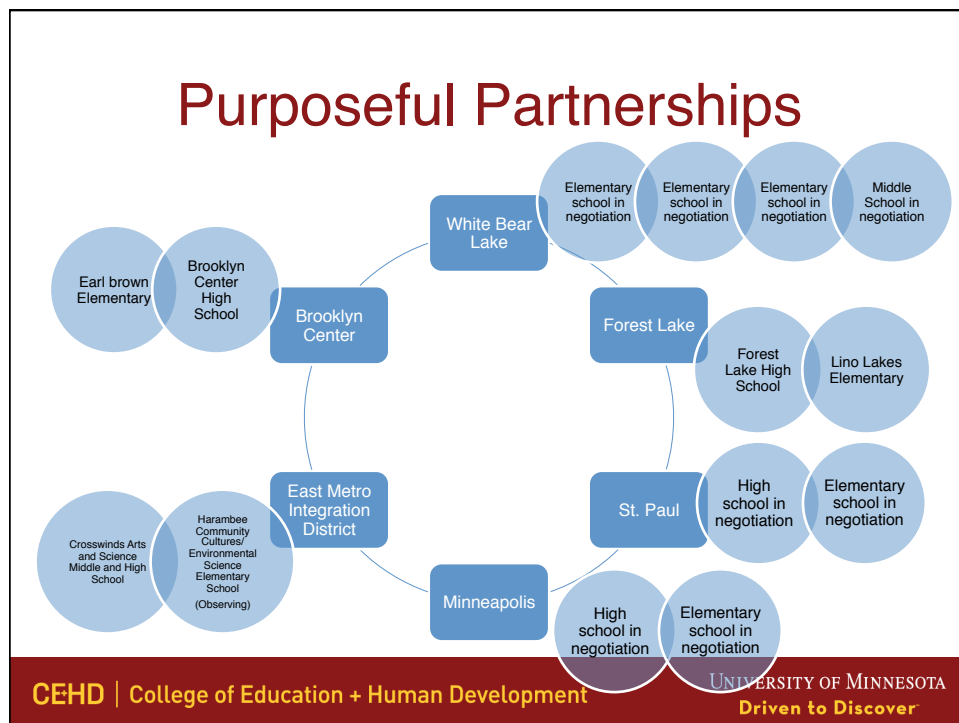 Purposeful Partnerships
White Bear
Lake
Elementary
school in
negotiation
Elementary
school in
negotiation
Elementary
school in
negotiation
Middle
School in
negotiation
Forest Lake
Forest
Lake High
School
Lino Lakes
Elementary
St. Paul
High
school in
negotiation
Elementary
school in
negotiation
Minneapolis
High
school in
negotiation
Elementary
school in
negotiation
East Metro
Integration
District
Crosswinds Arts
and Science
Middle and High
School
Harambee
Community
Cultures/
Environmental
Science
Elementary
School
(Observing)
Brooklyn
Center
Earl brown
Elementary
Brooklyn
Center
High
School
CEHD | College of Education + Human Development
UNIVERSITY OF MINNESOTA
Driven to Discover℠